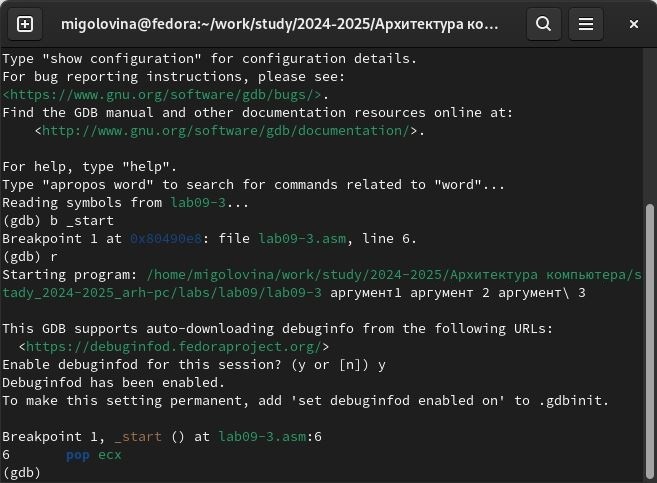 migolovina@fedora:~/work/study/2024-2025/Архитектура ко...
Type "show configuration" for configuration details.
For bug reporting instructions, please see:
<https://www.gnu.org/software/gdb/bugs/>.
Find the GDB manual and other documentation resources online at:
    <http://www.gnu.org/software/gdb/documentation/>.

For help, type "help".
Type "apropos word" to search for commands related to "word"...
Reading symbols from lab09-3...
(gdb) b _start
Breakpoint 1 at 0x80490e8: file lab09-3.asm, line 6.
(gdb) r
Starting program: /home/migolovina/work/study/2024-2025/Архитектура компьютера/s
tady_2024-2025_arh-pc/labs/lab09/lab09-3 аргумент1 аргумент 2 аргумент\ 3

This GDB supports auto-downloading debuginfo from the following URLs:
  <https://debuginfod.fedoraproject.org/>
Enable debuginfod for this session? (y or [n]) y
Debuginfod has been enabled.
To make this setting permanent, add 'set debuginfod enabled on' to .gdbinit.

Breakpoint 1, _start () at lab09-3.asm:6
6       pop ecx
(gdb)